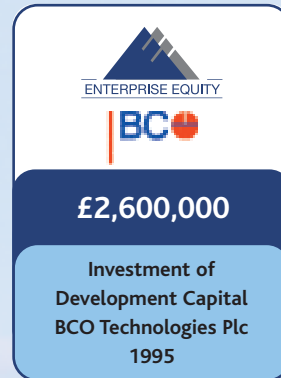 ENTERPRISE EQUITY
BCO
£2,600,000
Investment of
Development Capital
BCO Technologies Plc
1995